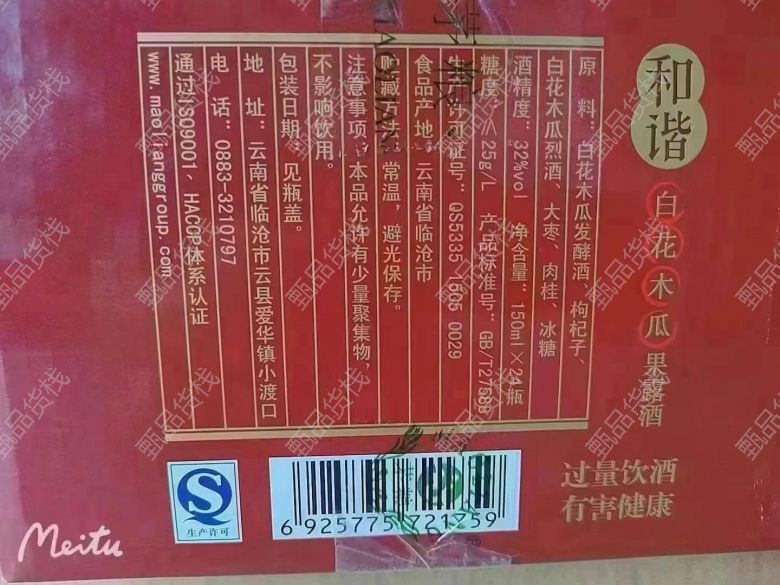 和谐
白花木瓜果露酒
原料：白花木瓜发酵酒、枸杞子、
白花木瓜烈酒、大枣、肉桂、冰糖
酒精度：32%vol 净含量：150ml×24瓶
糖度：≤25g/L 产品标准号：GB/T27588
生产许可证号：QS5335 1505 0029
食品产地：云南省临沧市
贮藏方法：常温，避光保存。
注意事项：本品允许有少量聚集物，
不影响饮用。
包装日期：见瓶盖。
地址：云南省临沧市云县爱华镇小渡口
电话：0883-3210767
通过ISO9001、HACCP体系认证
www.maoliianggroup.com
过量饮酒
有害健康
生产许可
6 925775 721259
Meitu
甄品货栈